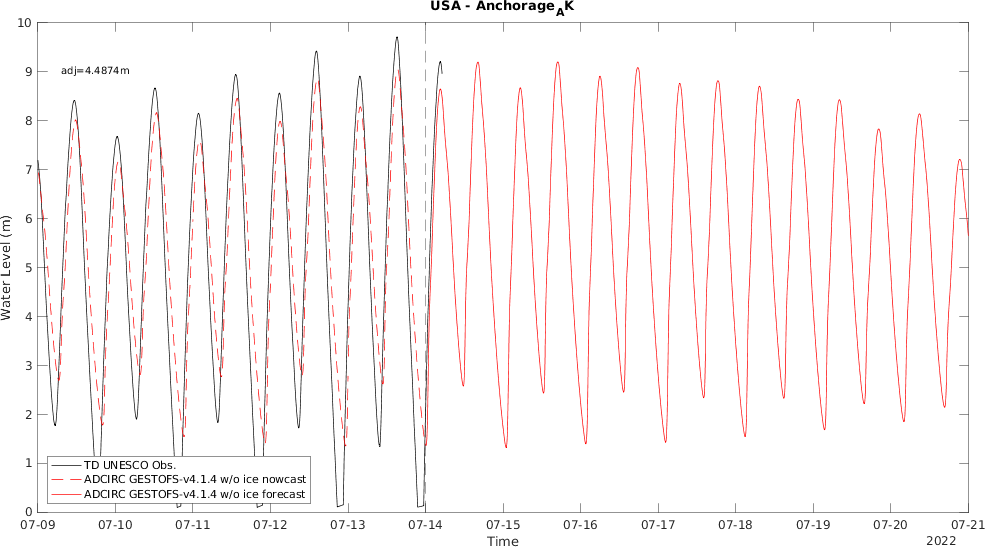 USA - Anchorage_AK
10
9
8
7
6
5
4
3
2
1
0
Water Level (m)
adj=4.4874m
TD UNESCO Obs.
ADCIRC GESTOFS-v4.1.4 w/o ice nowcast
ADCIRC GESTOFS-v4.1.4 w/o ice forecast
07-09 07-10 07-11 07-12 07-13 07-14 07-15 07-16 07-17 07-18 07-19 07-20 07-21
Time
2022